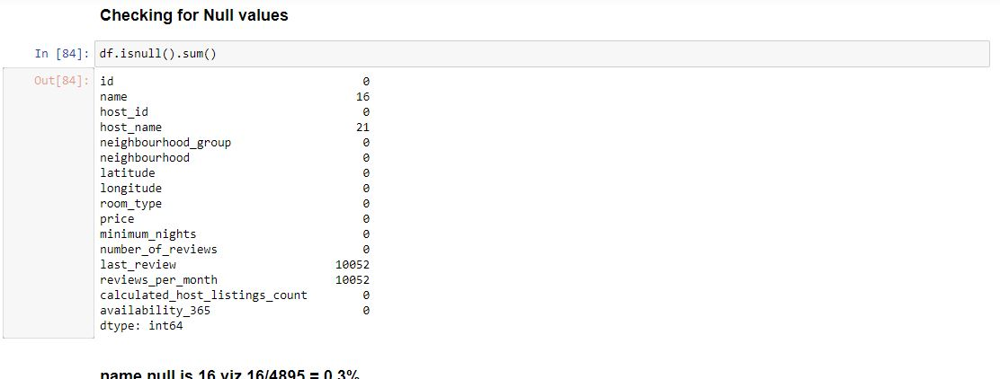 Checking for Null values
In [84]: df.isnull().sum()
Out[84]: id 0
name 16
host_id 0
host_name 21
neighbourhood_group 0
neighbourhood 0
latitude 0
longitude 0
room_type 0
price 0
minimum_nights 0
number_of_reviews 0
last_review 10052
reviews_per_month 10052
calculated_host_listings_count 0
availability_365 0
dtype: int64
name null is 16 viz 16/4895 = 0.3%